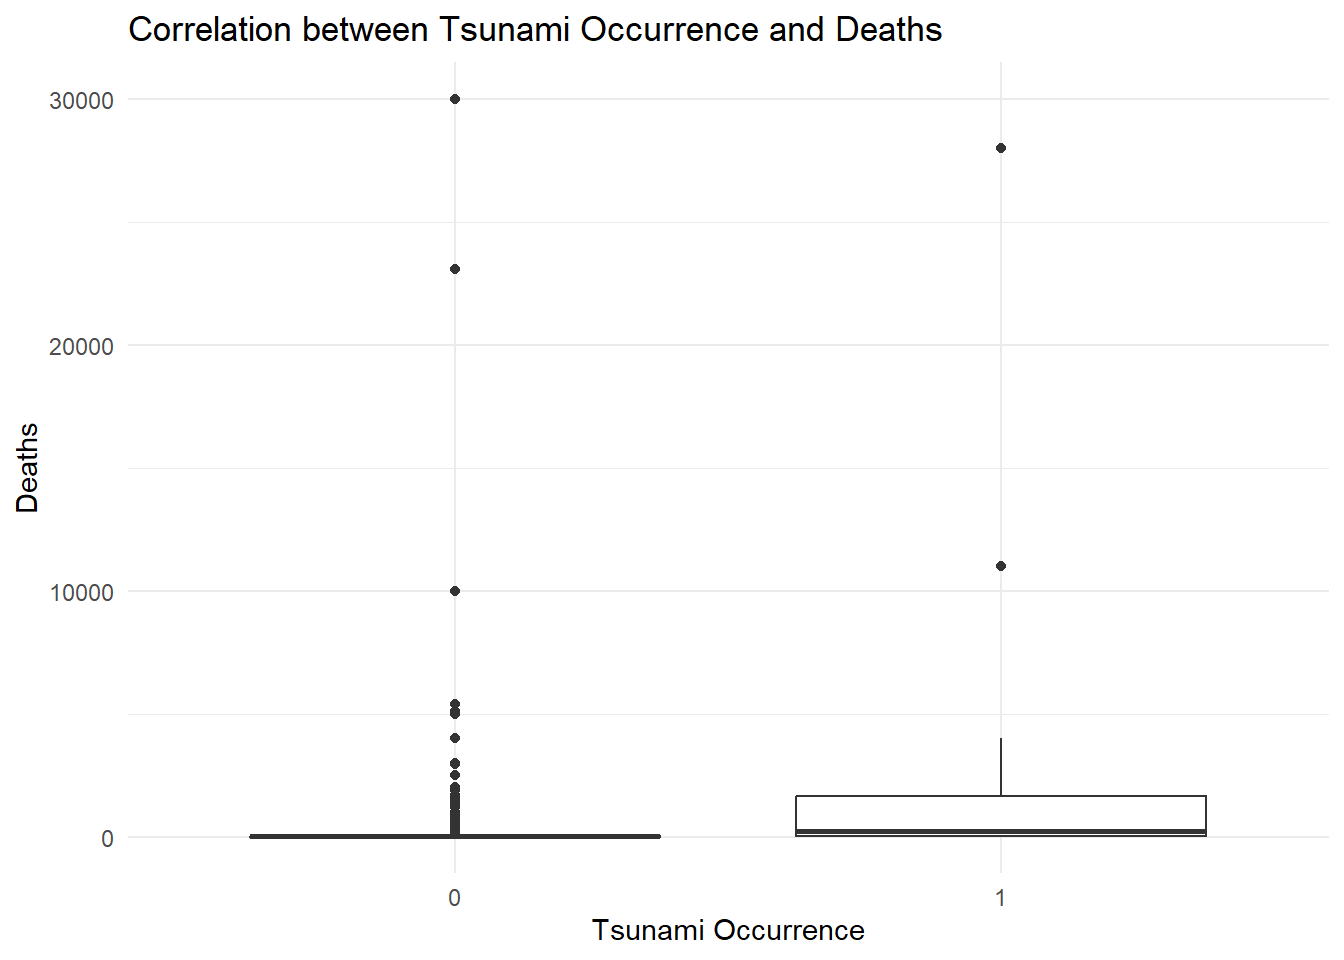 Correlation between Tsunami Occurrence and Deaths
30000
20000
Deaths
10000
0
0 1
Tsunami Occurrence